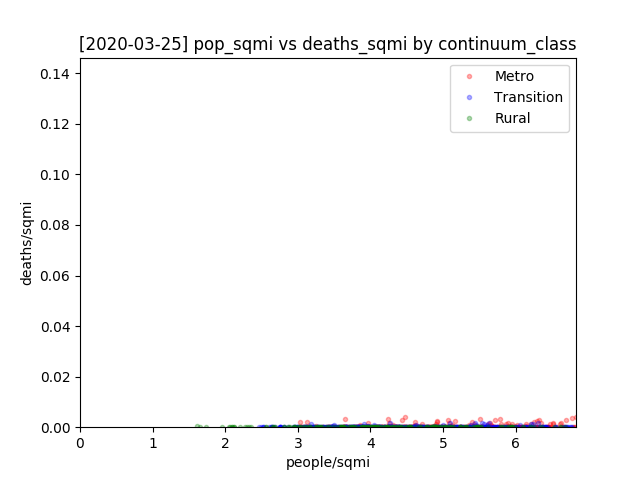 [2020-03-25] pop_sqmi vs deaths_sqmi by continuum_class
Metro
Transition
Rural
deaths/sqmi
0.14
0.12
0.10
0.08
0.06
0.04
0.02
0.00
0 1 2 3 4 5 6
people/sqmi